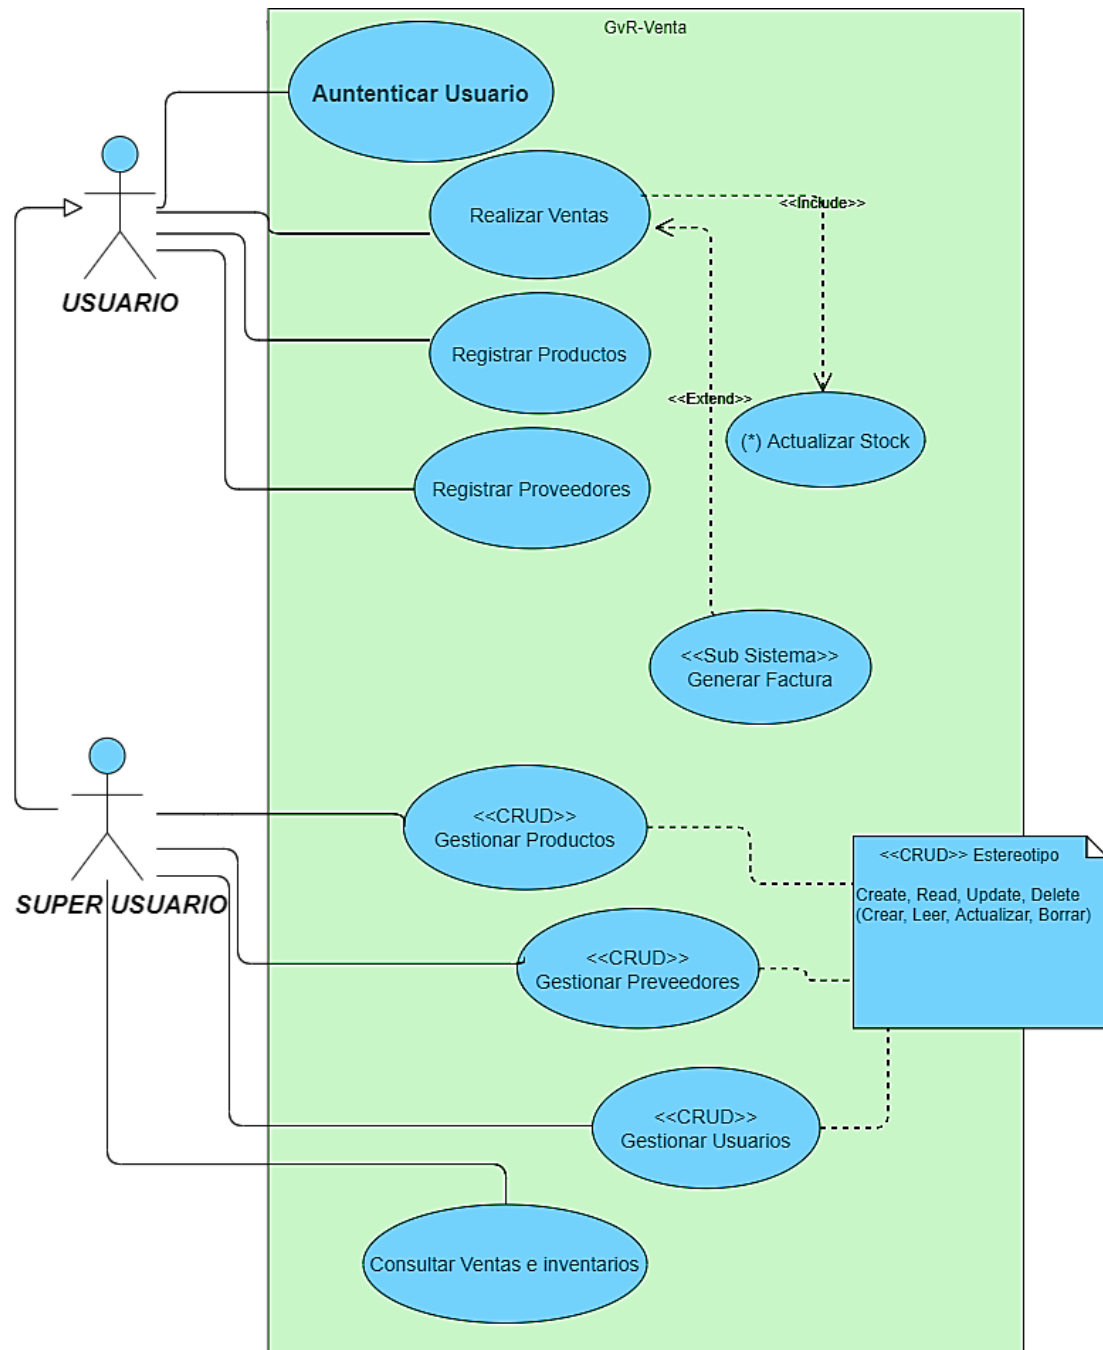 GvR-Venta
Auntenticar Usuario
Realizar Ventas
<<Include>>
USUARIO
Registrar Productos
<<Extend>>
(*) Actualizar Stock
Registrar Proveedores
<<Sub Sistema>>
Generar Factura
<<CRUD>>
Gestionar Productos
<<CRUD>> Estereotipo
Create, Read, Update, Delete
(Crear, Leer, Actualizar, Borrar)
SUPER USUARIO
<<CRUD>>
Gestionar Preveedores
<<CRUD>>
Gestionar Usuarios
Consultar Ventas e inventarios